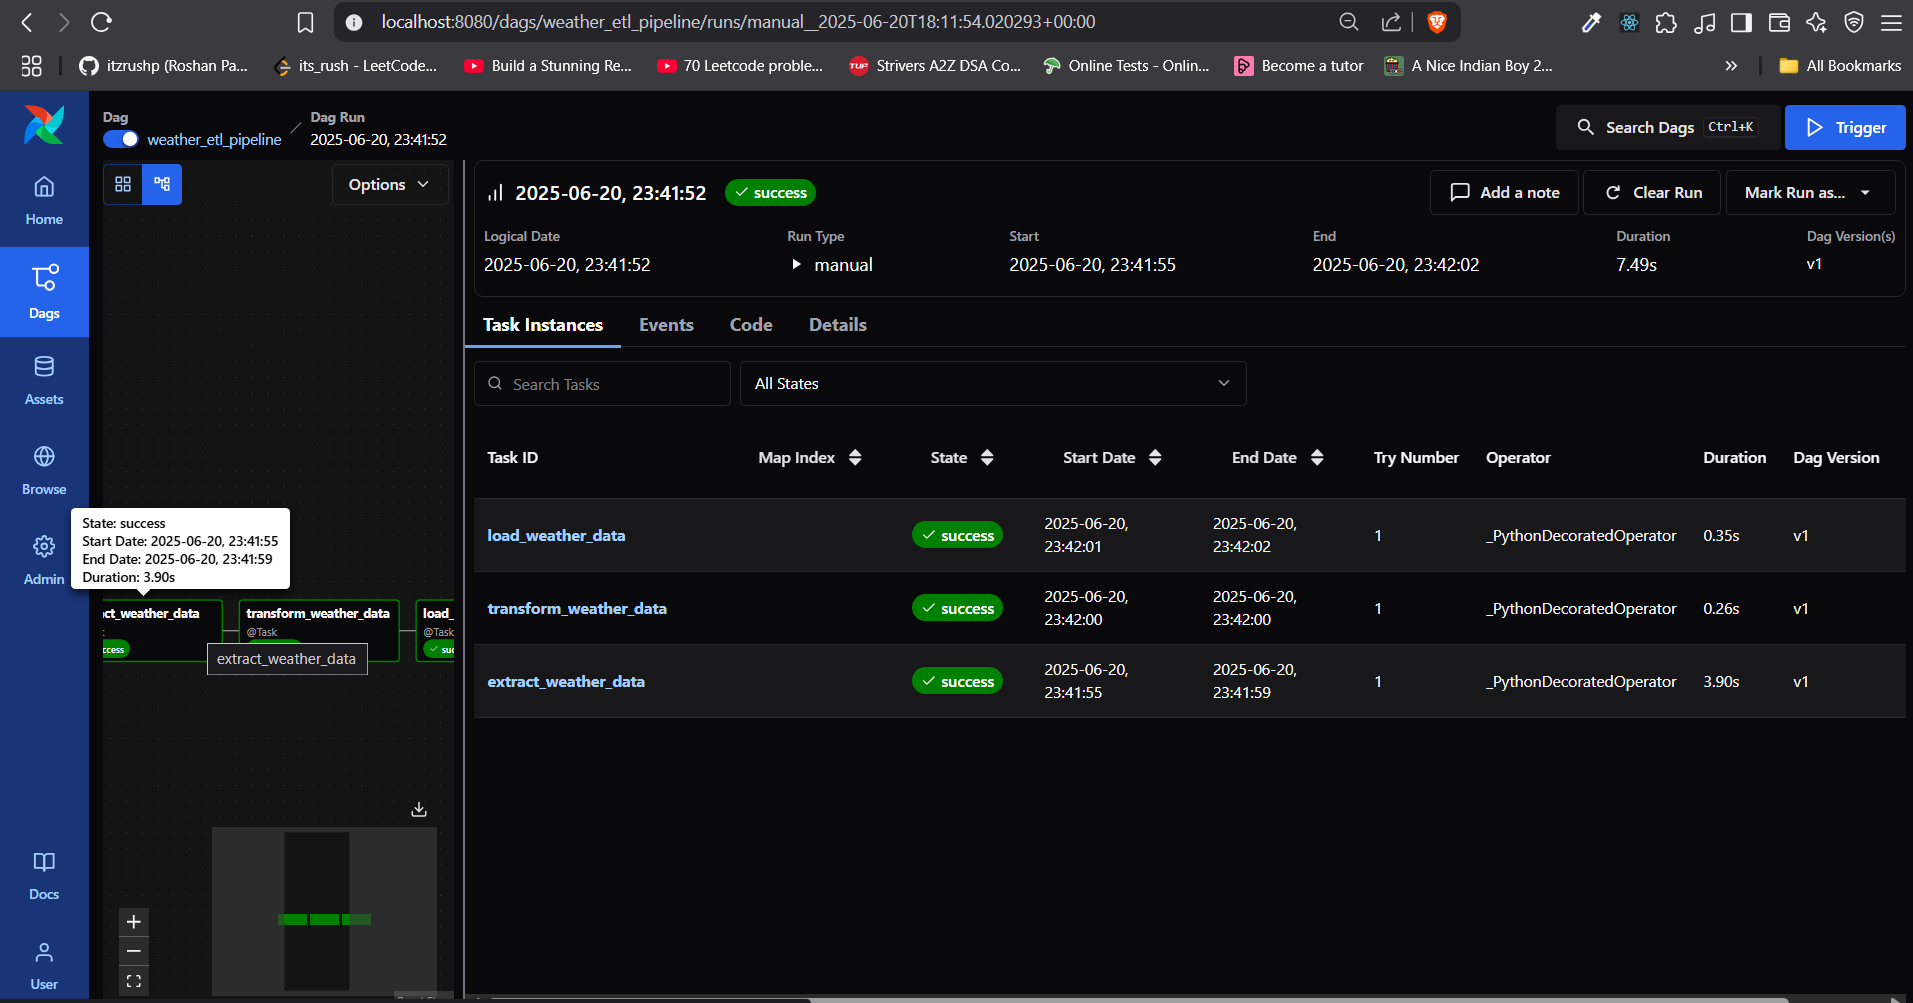 localhost:8080/dags/weather_etl_pipeline/runs/manual__2025-06-20T18:11:54.020293+00:00
itzrushp (Roshan Pa...
its_rush - LeetCode...
Build a Stunning Re...
70 Leetcode proble...
TUF Strivers A2Z DSA Co...
Online Tests - Onlin...
Become a tutor
A Nice Indian Boy 2...
»
All Bookmarks
Dag
weather_etl_pipeline
Dag Run
2025-06-20, 23:41:52
Search Dags Ctrl+K
Trigger
Home
Dags
Assets
Browse
Admin
Docs
User
Options
State: success
Start Date: 2025-06-20, 23:41:55
End Date: 2025-06-20, 23:41:59
Duration: 3.90s
ct_weather_data
ccess
transform_weather_data
@Task
load_
@Task
suc
extract_weather_data
2025-06-20, 23:41:52 success
Add a note
Clear Run
Mark Run as...
Logical Date
2025-06-20, 23:41:52
Run Type
manual
Start
2025-06-20, 23:41:55
End
2025-06-20, 23:42:02
Duration
7.49s
Dag Version(s)
v1
Task Instances Events Code Details
Search Tasks
All States
Task ID Map Index State Start Date End Date Try Number Operator Duration Dag Version
load_weather_data success 2025-06-20, 23:42:01 2025-06-20, 23:42:02 1 _PythonDecoratedOperator 0.35s v1
transform_weather_data success 2025-06-20, 23:42:00 2025-06-20, 23:42:00 1 _PythonDecoratedOperator 0.26s v1
extract_weather_data success 2025-06-20, 23:41:55 2025-06-20, 23:41:59 1 _PythonDecoratedOperator 3.90s v1